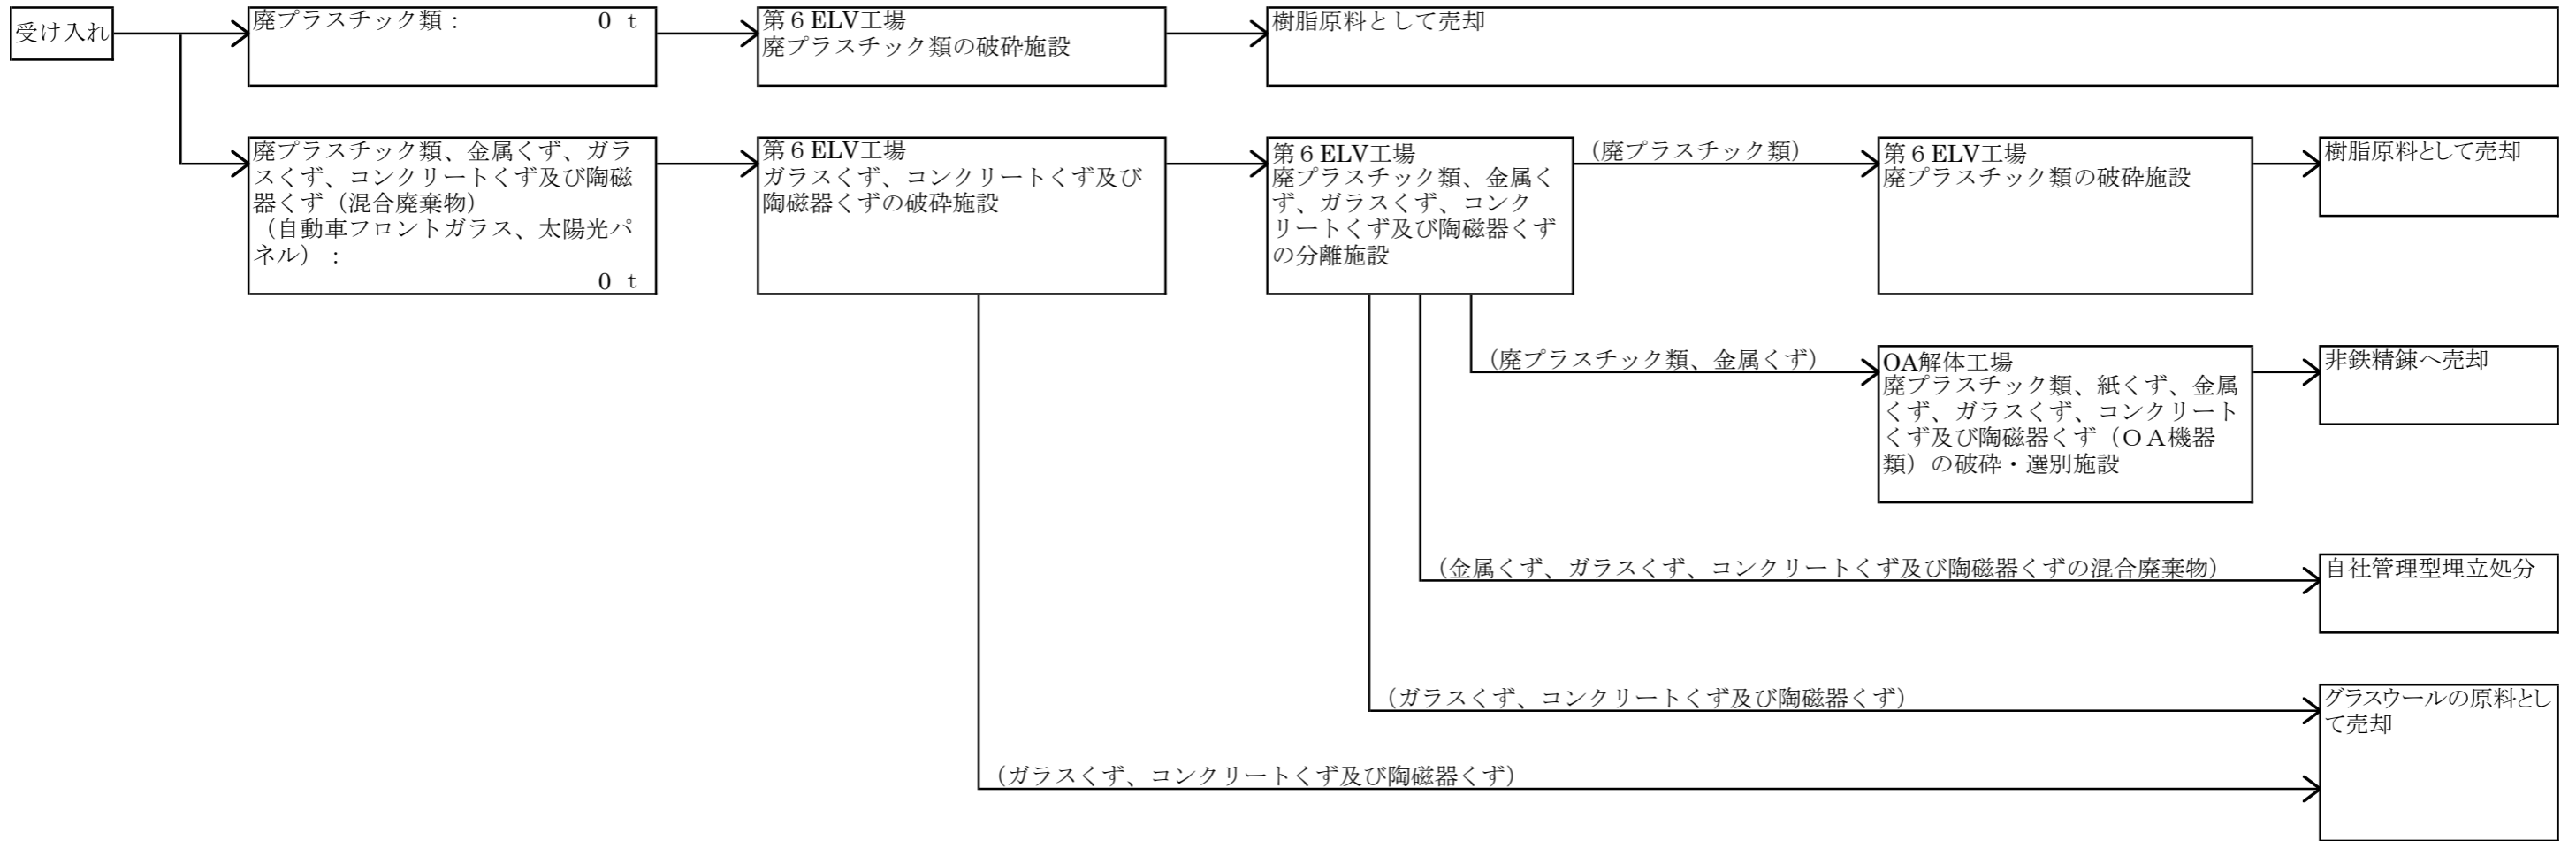 受け入れ
廃プラスチック類： ０ ｔ
第６ELV工場
廃プラスチック類の破砕施設
樹脂原料として売却
廃プラスチック類、金属くず、ガラ
スくず、コンクリートくず及び陶磁
器くず（混合廃棄物）
（自動車フロントガラス、太陽光パ
ネル）：
０ ｔ
第６ELV工場
ガラスくず、コンクリートくず及び
陶磁器くずの破砕施設
第６ELV工場
廃プラスチック類、金属く
ず、ガラスくず、コンク
リートくず及び陶磁器くず
の分離施設
（廃プラスチック類）
第６ELV工場
廃プラスチック類の破砕施設
樹脂原料として売却
（廃プラスチック類、金属くず）
OA解体工場
廃プラスチック類、紙くず、金属
くず、ガラスくず、コンクリート
くず及び陶磁器くず（ＯＡ機器
類）の破砕・選別施設
非鉄精錬へ売却
（金属くず、ガラスくず、コンクリートくず及び陶磁器くずの混合廃棄物）
自社管理型埋立処分
（ガラスくず、コンクリートくず及び陶磁器くず）
グラスウールの原料とし
て売却
（ガラスくず、コンクリートくず及び陶磁器くず）